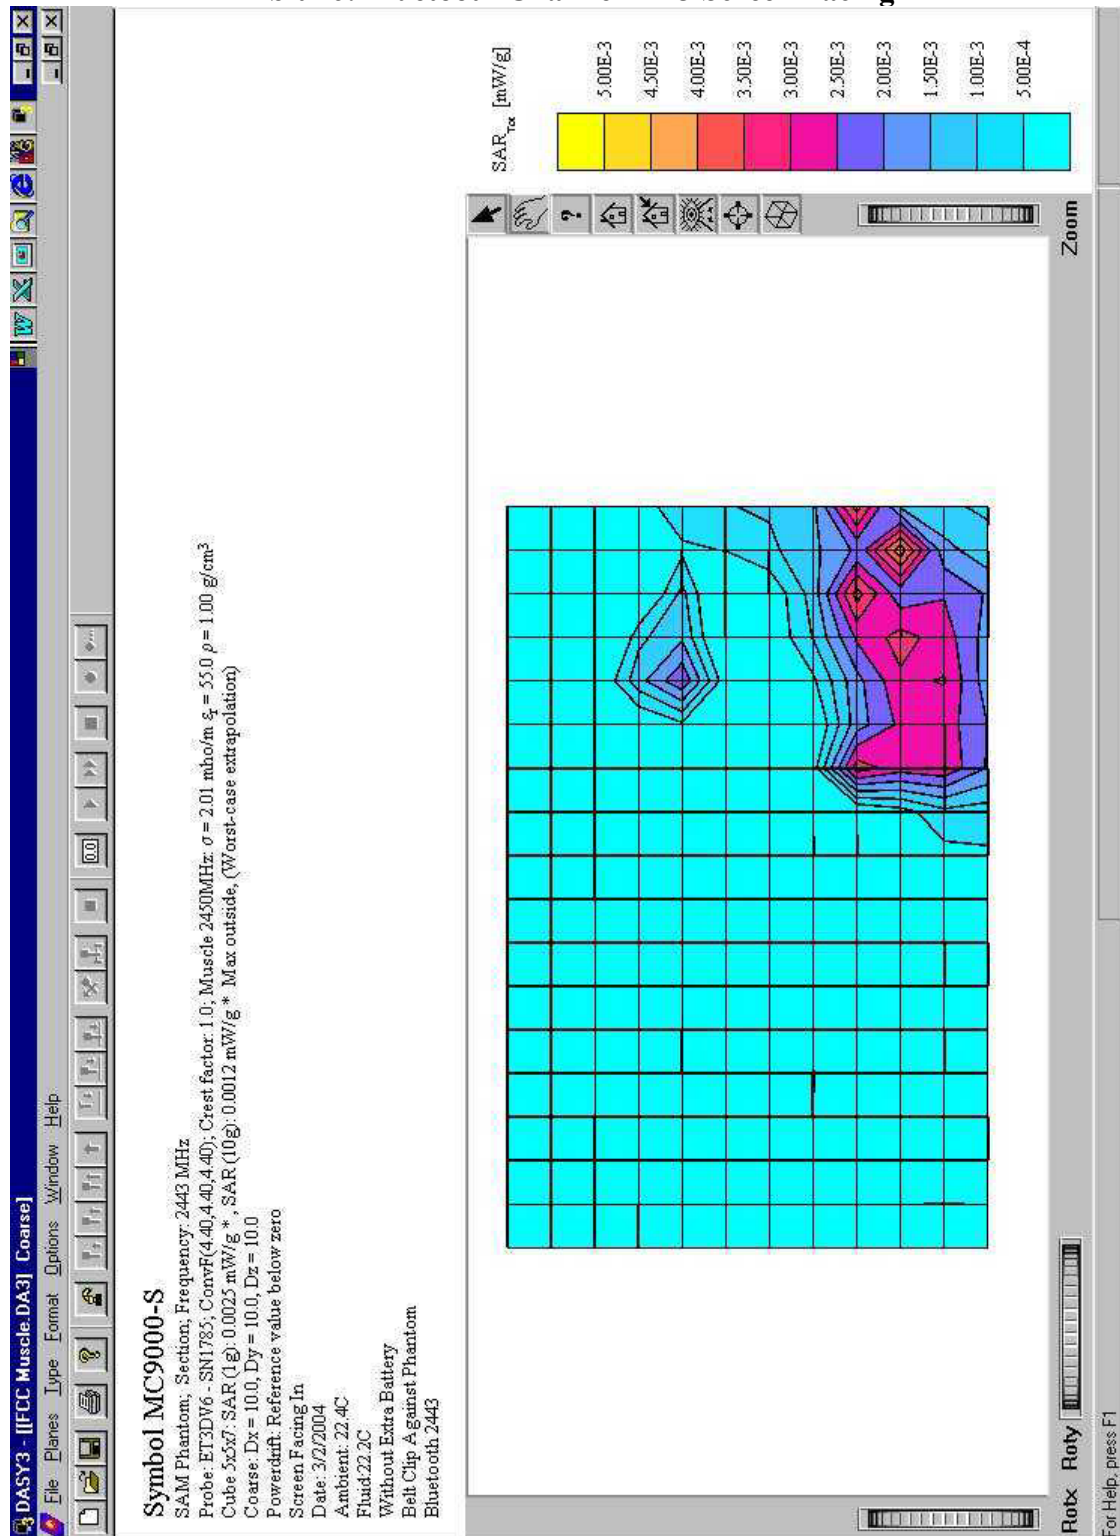 DASY3 - [[FCC Muscle.DA3] Coarse]
File Planes Type Format Options Window Help
Symbol MC9000-S
SAM Phantom; Section; Frequency: 2443 MHz
Probe: ET3DV6 - SN1785; ConvF(4.40,4.40,4.40); Crest factor: 1.0; Muscle 2450MHz: σ = 2.01 mho/m εr = 55.0 ρ = 1.00 g/cm³
Cube 5x5x7: SAR (1g): 0.0025 mW/g * , SAR (10g): 0.0012 mW/g * Max outside, (Worst-case extrapolation)
Coarse: Dx = 10.0, Dy = 10.0, Dz = 10.0
Powerdrift: Reference value below zero
Screen Facing In
Date: 3/2/2004
Ambient: 22.4C
Fluid:22.2C
Without Extra Battery
Belt Clip Against Phantom
Bluetooth 2443
SAR Tot [mW/g]
5.00E-3
4.50E-3
4.00E-3
3.50E-3
3.00E-3
2.50E-3
2.00E-3
1.50E-3
1.00E-3
5.00E-4
Rotx Roty Zoom
For Help, press F1